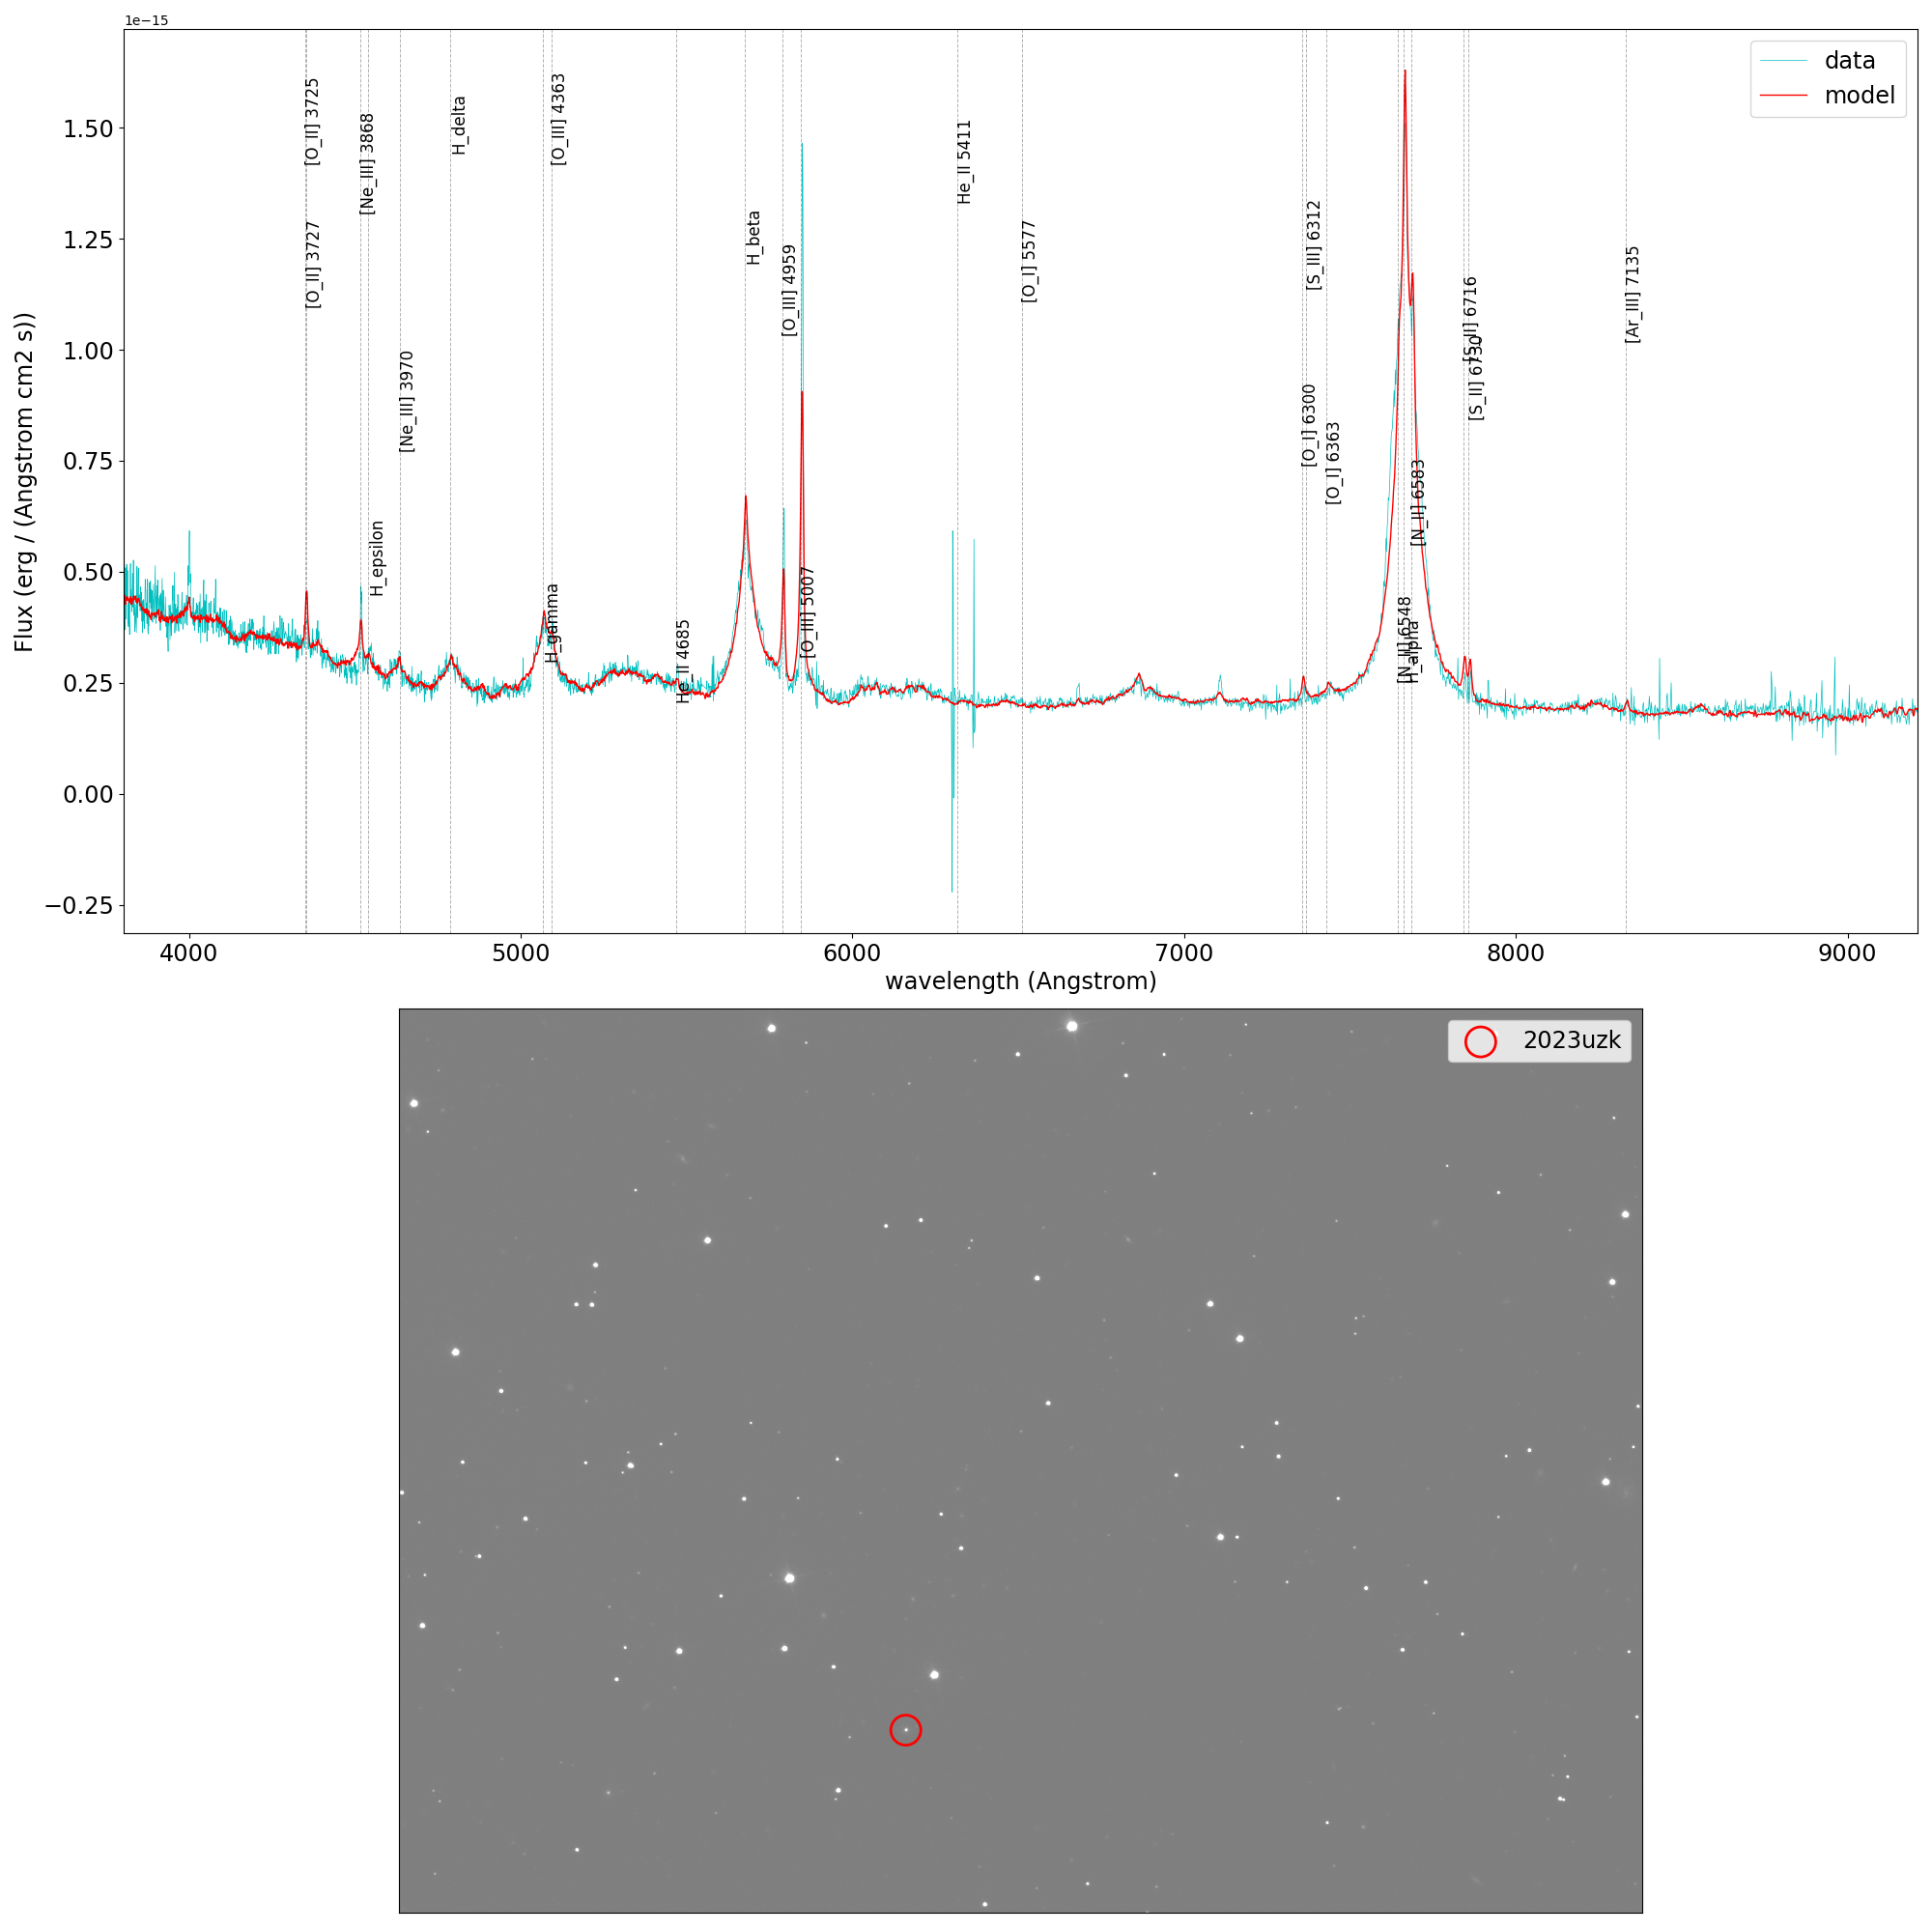 1e−15
data
model
[O_II] 3725
[O_II] 3727
[Ne_III] 3868
H_epsilon
[Ne_III] 3970
H_delta
H_gamma
[O_III] 4363
He_II 4685
H_beta
[O_III] 4959
[O_III] 5007
He_II 5411
[O_I] 5577
[O_I] 6300
[S_III] 6312
[O_I] 6363
[N_II] 6548
H_alpha
[N_II] 6583
[S_II] 6716
[S_II] 6730
[Ar_III] 7135
Flux (erg / (Angstrom cm2 s))
1.50
1.25
1.00
0.75
0.50
0.25
0.00
−0.25
4000 5000 6000 7000 8000 9000
wavelength (Angstrom)
2023uzk